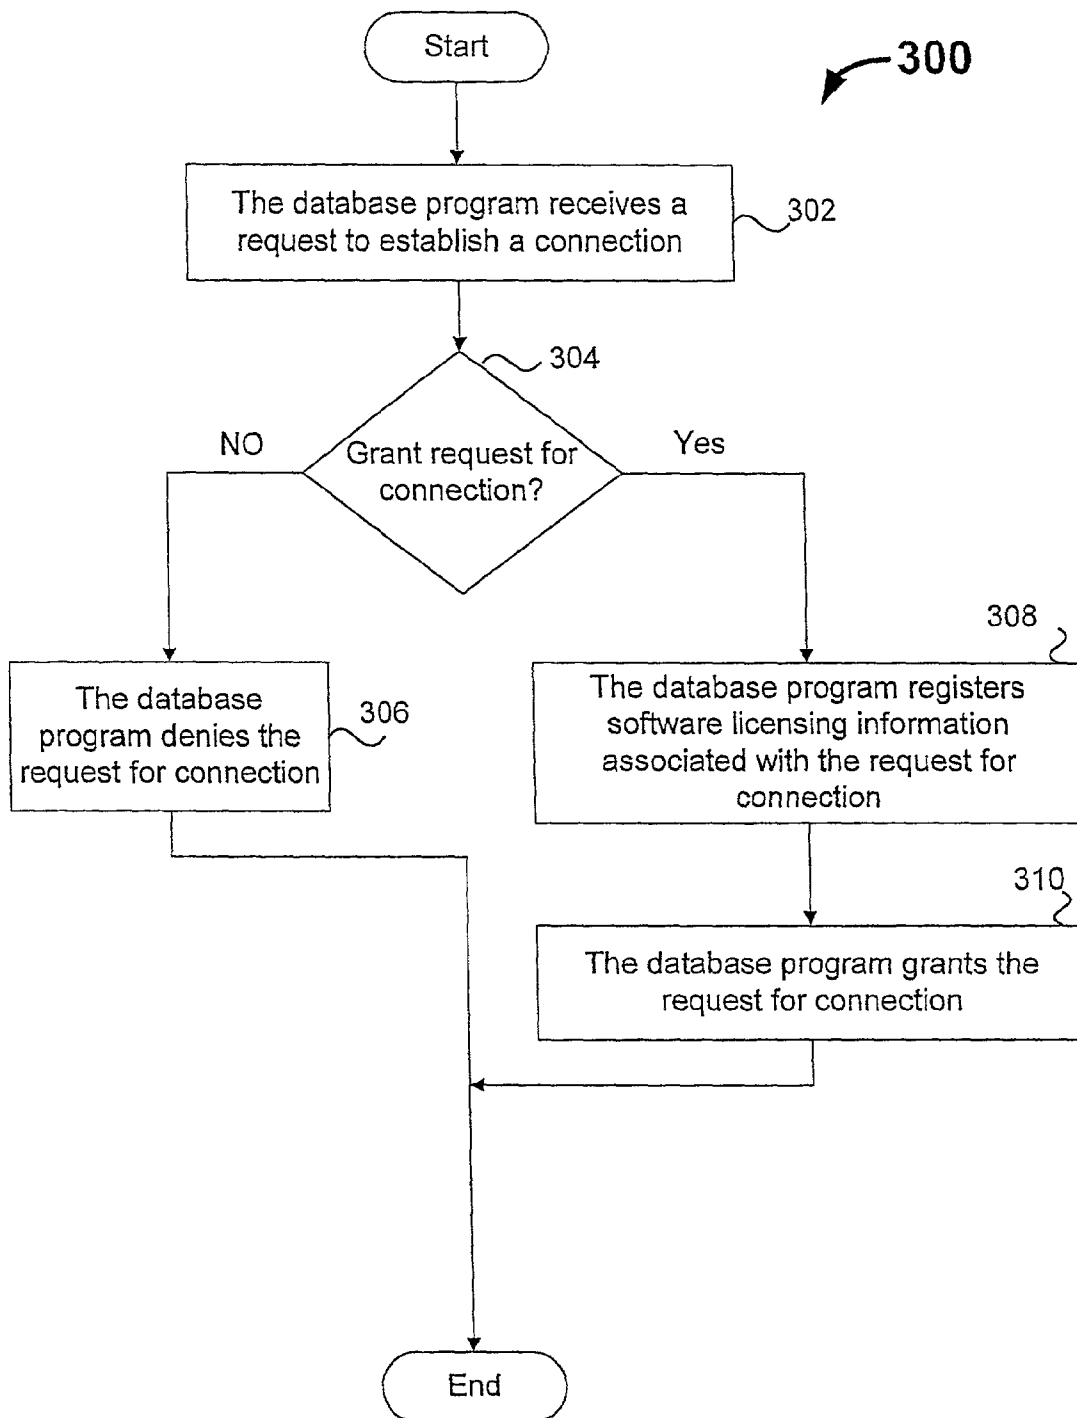 Start
300
The database program receives a
request to establish a connection
302
304
NO
Grant request for
connection?
Yes
308
The database
program denies the
request for connection
306
The database program registers
software licensing information
associated with the request for
connection
310
The database program grants the
request for connection
End